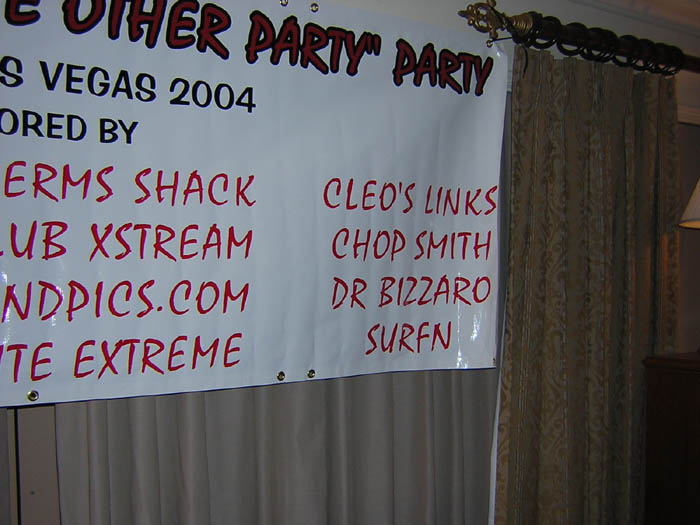 E OTHER PARTY" PARTY
S VEGAS 2004
ORED BY
ERMS SHACK
LUB XSTREAM
NDPICS.COM
TE EXTREME
CLEO'S LINKS
CHOP SMITH
DR BIZZARO
SURFN